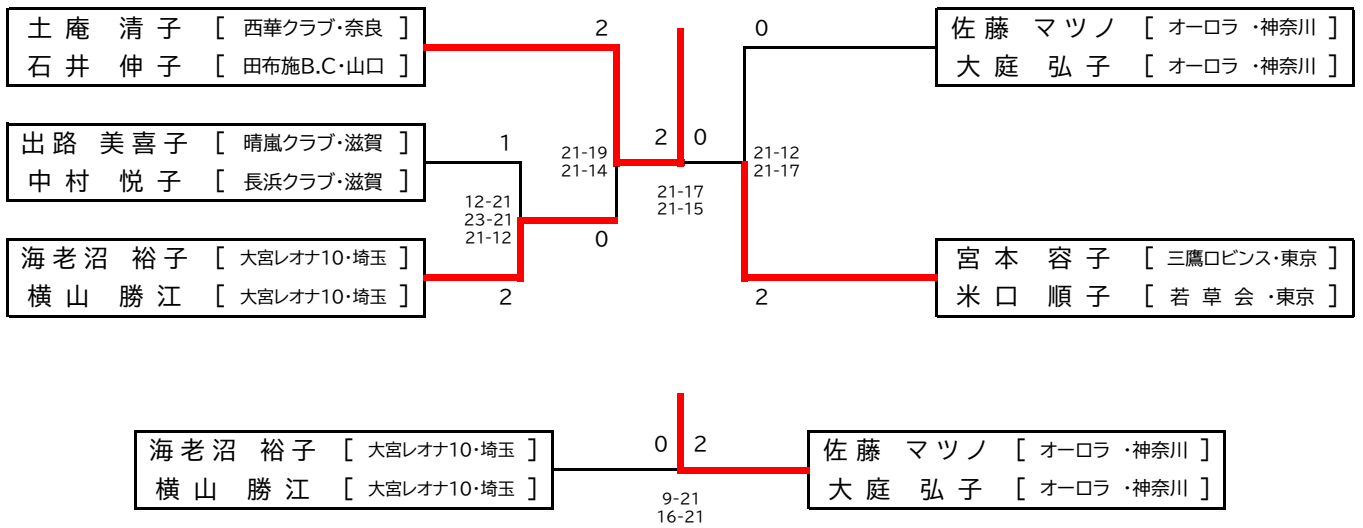 土庵 清子 [ 西華クラブ・奈良 ]
石井 伸子 [ 田布施B.C・山口 ]
2
0
佐藤 マツノ [ オーロラ ・神奈川 ]
大庭 弘子 [ オーロラ ・神奈川 ]
出路 美喜子 [ 晴嵐クラブ・滋賀 ]
中村 悦子 [ 長浜クラブ・滋賀 ]
1
21-19
21-14
2 0
21-12
21-17
12-21
23-21
21-12
21-17
21-15
0
海老沼 裕子 [ 大宮レオナ10・埼玉 ]
横山 勝江 [ 大宮レオナ10・埼玉 ]
2
2
宮本 容子 [ 三鷹ロビンス・東京 ]
米口 順子 [ 若草会 ・東京 ]
海老沼 裕子 [ 大宮レオナ10・埼玉 ]
横山 勝江 [ 大宮レオナ10・埼玉 ]
0 2
9-21
16-21
佐藤 マツノ [ オーロラ ・神奈川 ]
大庭 弘子 [ オーロラ ・神奈川 ]